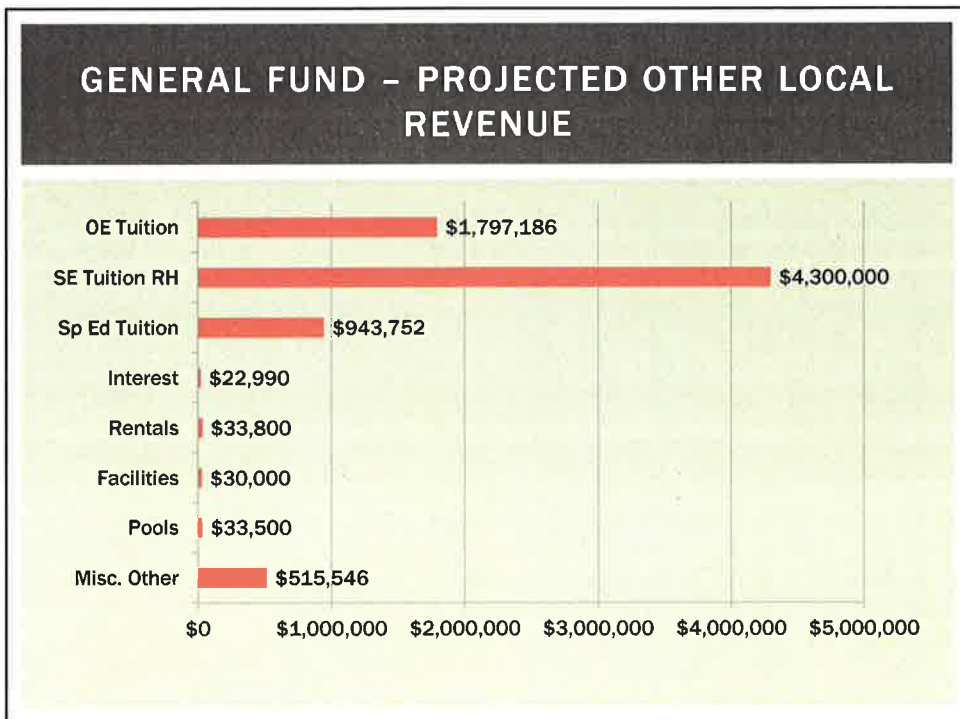 GENERAL FUND – PROJECTED OTHER LOCAL
REVENUE
OE Tuition $1,797,186
SE Tuition RH $4,300,000
Sp Ed Tuition $943,752
Interest $22,990
Rentals $33,800
Facilities $30,000
Pools $33,500
Misc. Other $515,546
$0 $1,000,000 $2,000,000 $3,000,000 $4,000,000 $5,000,000